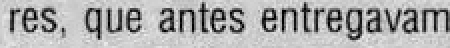 res, que antes entregavam